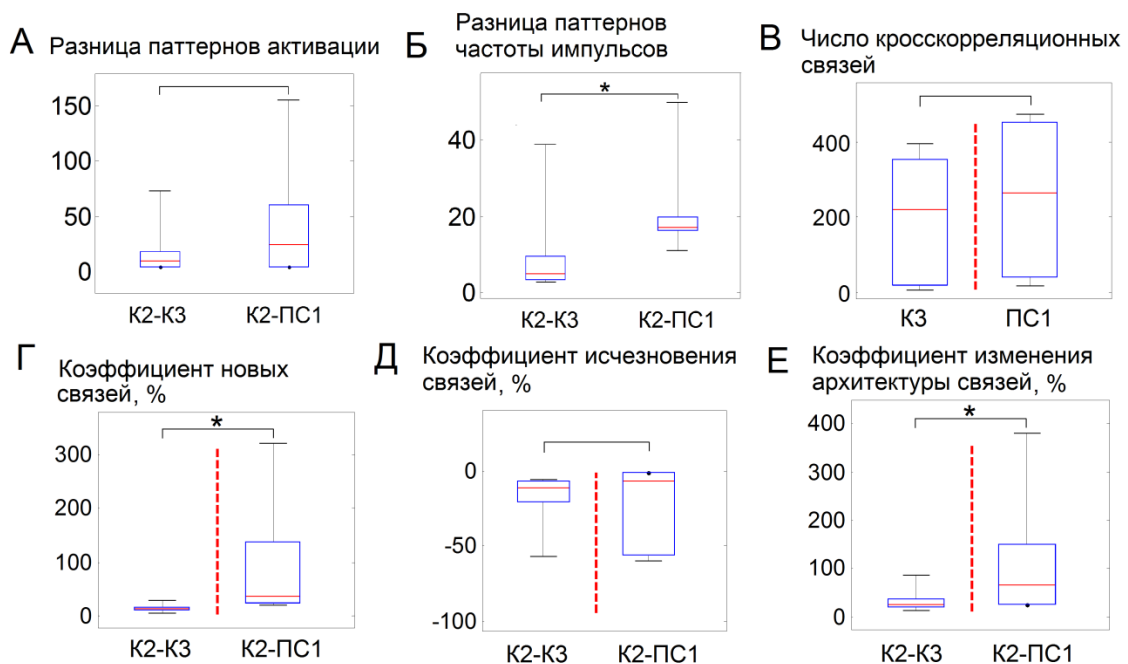 А Разница паттернов активации
150
100
50
0
К2-К3 К2-ПС1
Б Разница паттернов
частоты импульсов
*
40
20
0
К2-К3 К2-ПС1
В Число кросскорреляционных
связей
400
200
0
К3 ПС1
Г Коэффициент новых
связей, %
*
300
200
100
0
К2-К3 К2-ПС1
Д Коэффициент исчезновения
связей, %
0
-50
-100
К2-К3 К2-ПС1
Е Коэффициент изменения
архитектуры связей, %
*
400
300
200
100
0
К2-К3 К2-ПС1